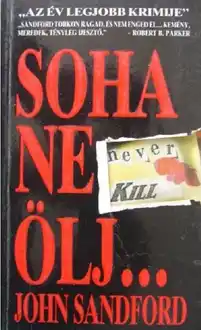 „AZ ÉV LEGJOBB KRIMIJE”
„SANDFORD TORKON RAGAD, ÉS NEM ENGED EL... KEMÉNY,
MEREDEK, TÉNYLEG IJESZTŐ.” - ROBERT B. PARKER
SOHA
NE
never
KILL
ÖLJ...
JOHN SANDFORD